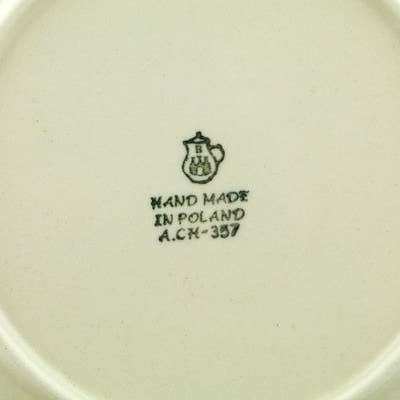 B
HAND MADE
IN POLAND
A.CH-357